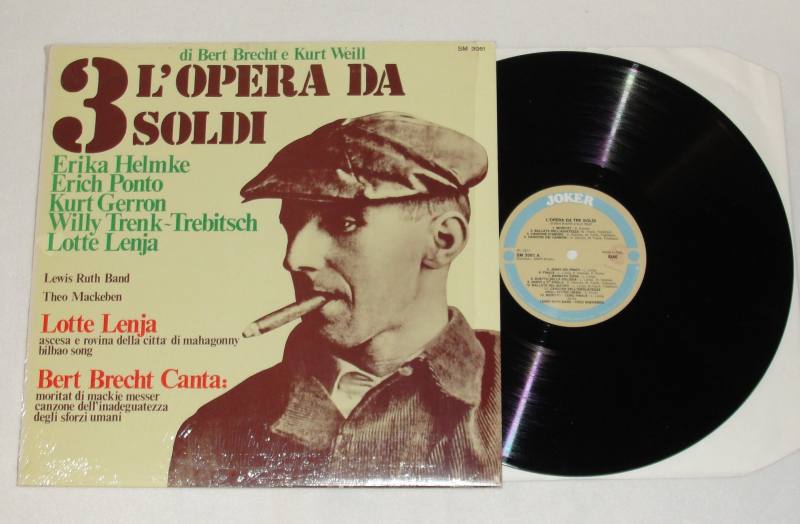 di Bert Brecht e Kurt Weill
SM 3061
3 L'OPERA DA
SOLDI
Erika Helmke
Erich Ponto
Kurt Gerron
Willy Trenk-Trebitsch
Lotte Lenja
Lewis Ruth Band
Theo Mackeben
Lotte Lenja
ascesa e rovina della citta' di mahagonny
bilbao song
Bert Brecht Canta:
moritat di mackie messer
canzone dell'inadeguatezza
degli sforzi umani
JOKER
L'OPERA DA TRE SOLDI
SM 3061 A